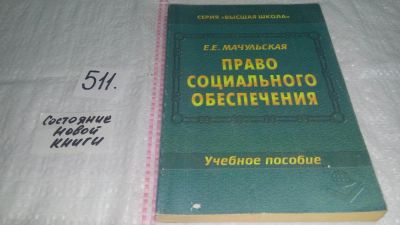 511.
Состояние
новой
книги
СЕРИЯ «ВЫСШАЯ ШКОЛА»
Е.Е. МАЧУЛЬСКАЯ
ПРАВО
СОЦИАЛЬНОГО
ОБЕСПЕЧЕНИЯ
Учебное пособие